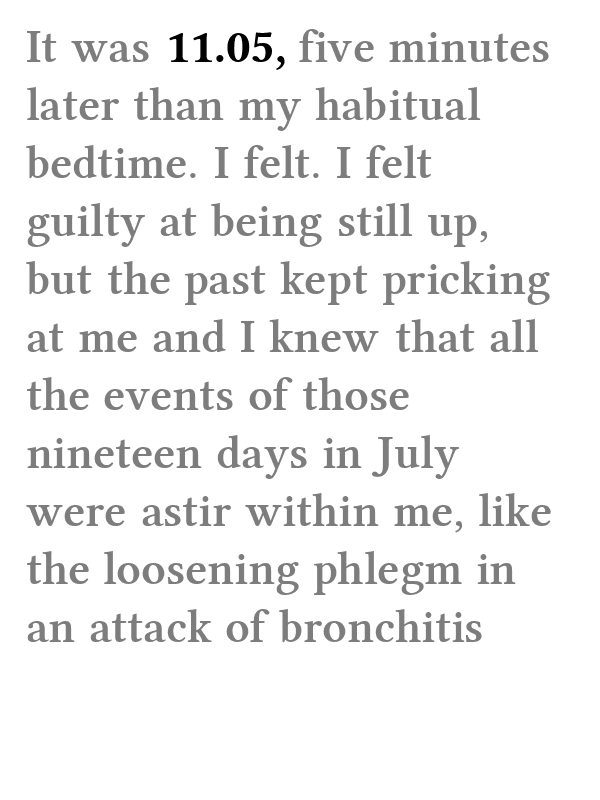 It was 11.05, five minutes
later than my habitual
bedtime. I felt. I felt
guilty at being still up,
but the past kept pricking
at me and I knew that all
the events of those
nineteen days in July
were astir within me, like
the loosening phlegm in
an attack of bronchitis